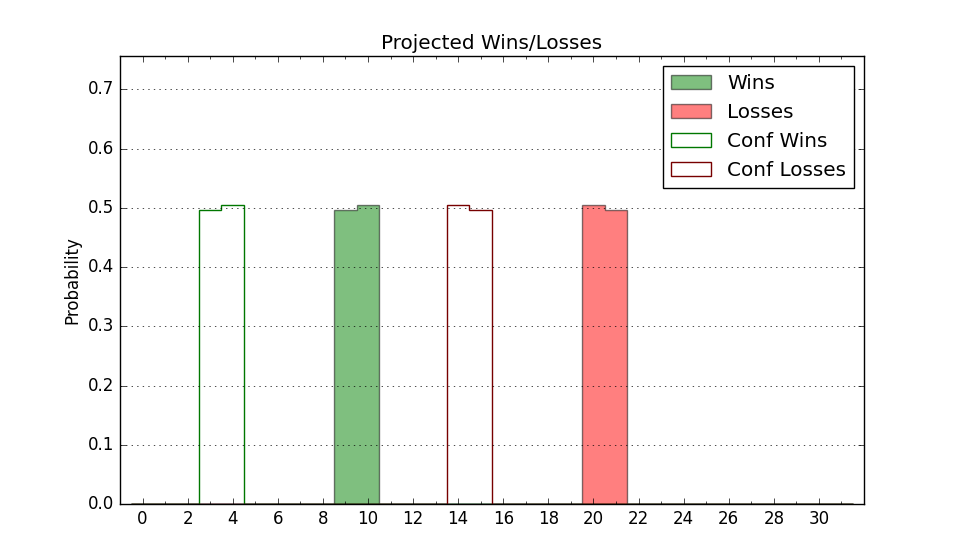 Projected Wins/Losses
Wins
Losses
Conf Wins
Conf Losses
Probability
0.7
0.6
0.5
0.4
0.3
0.2
0.1
0.0
0 2 4 6 8 10 12 14 16 18 20 22 24 26 28 30